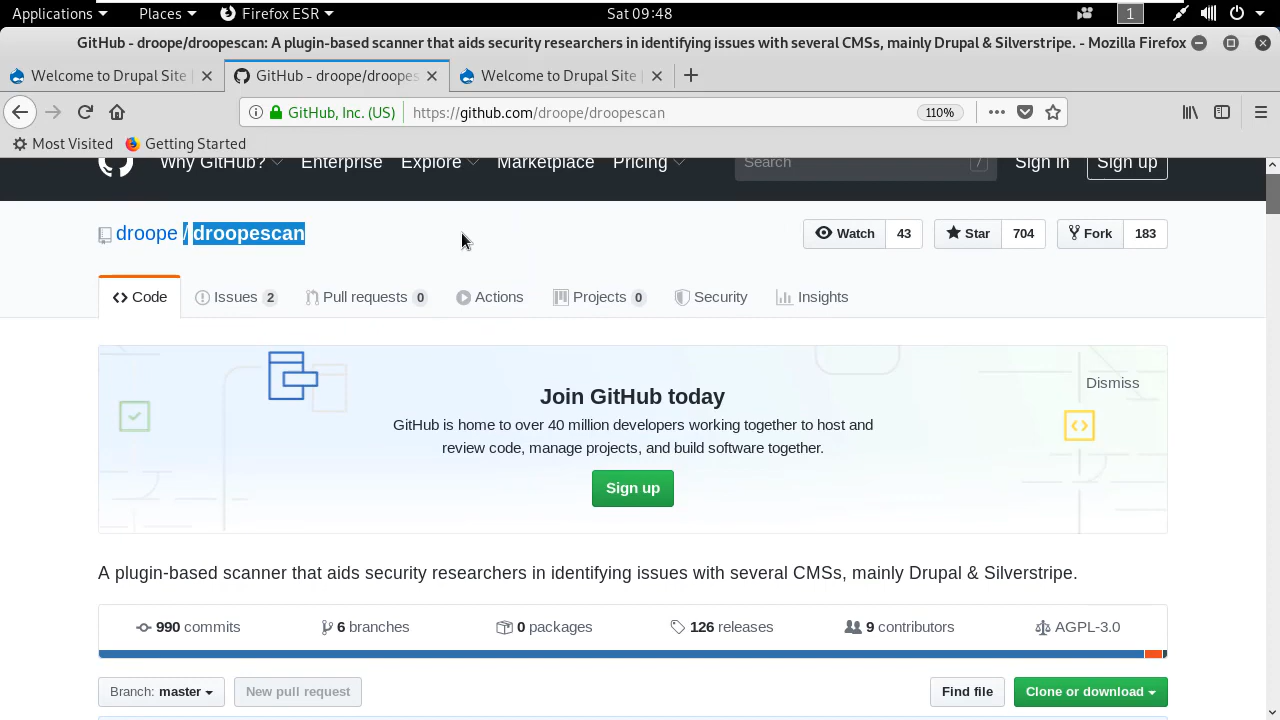 Applications Places Firefox ESR Sat 09:48 1
GitHub - droope/droopescan: A plugin-based scanner that aids security researchers in identifying issues with several CMSs, mainly Drupal & Silverstripe. - Mozilla Firefox
Welcome to Drupal Site GitHub - droope/droopes Welcome to Drupal Site
GitHub, Inc. (US) https://github.com/droope/droopescan 110%
Most Visited Getting Started
Why GitHub? Enterprise Explore Marketplace Pricing Search / Sign in Sign up
droope / droopescan Watch 43 Star 704 Fork 183
Code Issues 2 Pull requests 0 Actions Projects 0 Security Insights
Dismiss
Join GitHub today
GitHub is home to over 40 million developers working together to host and
review code, manage projects, and build software together.
Sign up
A plugin-based scanner that aids security researchers in identifying issues with several CMSs, mainly Drupal & Silverstripe.
990 commits 6 branches 0 packages 126 releases 9 contributors AGPL-3.0
Branch: master New pull request Find file Clone or download